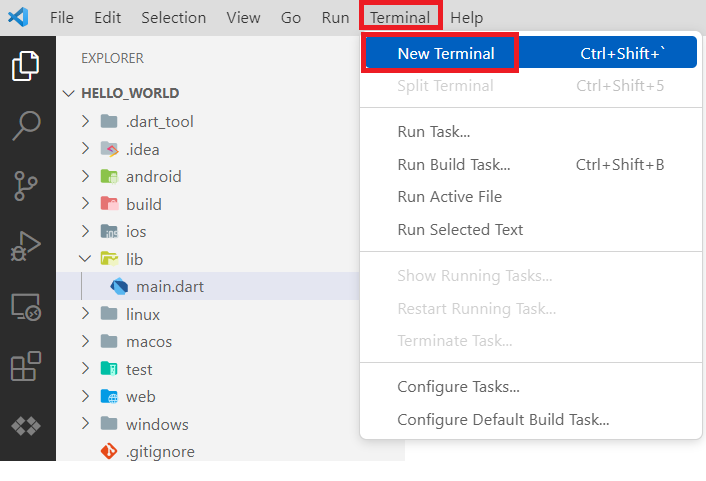 File Edit Selection View Go Run Terminal Help
EXPLORER
HELLO_WORLD
.dart_tool
.idea
android
build
ios
lib
main.dart
linux
macos
test
web
windows
.gitignore
New Terminal Ctrl+Shift+`
Split Terminal Ctrl+Shift+5
Run Task...
Run Build Task... Ctrl+Shift+B
Run Active File
Run Selected Text
Show Running Tasks...
Restart Running Task...
Terminate Task...
Configure Tasks...
Configure Default Build Task...